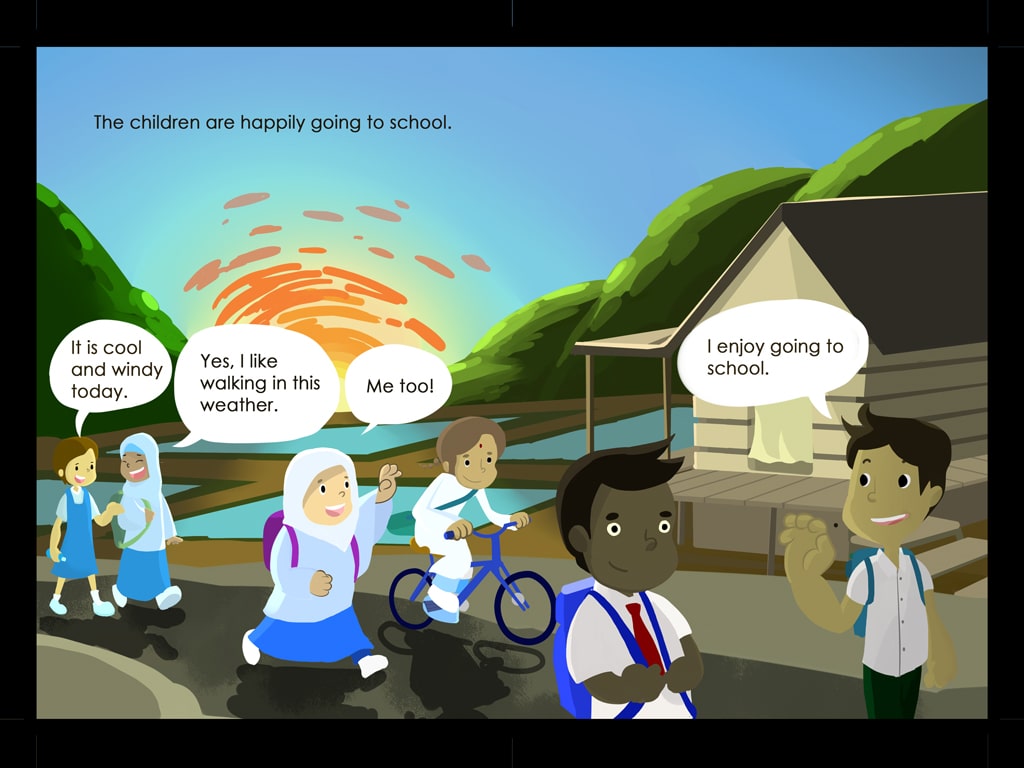 The children are happily going to school.
It is cool
and windy
today.
Yes, I like
walking in this
weather.
Me too!
I enjoy going to
school.